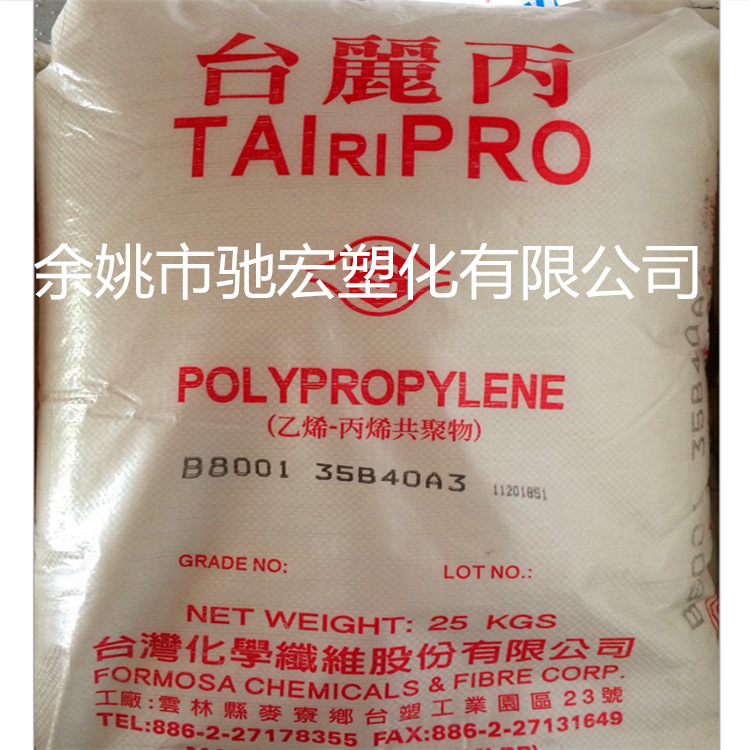 台麗丙
TAIRIPRO
余姚市驰宏塑化有限公司
POLYPROPYLENE
(乙烯-丙烯共聚物)
B8001 35B40A3 11201851
B8001 35B40A
GRADE NO: LOT NO.:
NET WEIGHT: 25 KGS
台灣化學纖維股份有限公司
FORMOSA CHEMICALS & FIBRE CORP.
工廠:雲林縣麥寮鄉台塑工業園區23號
TEL:886-2-27178355 FAX:886-2-27131649